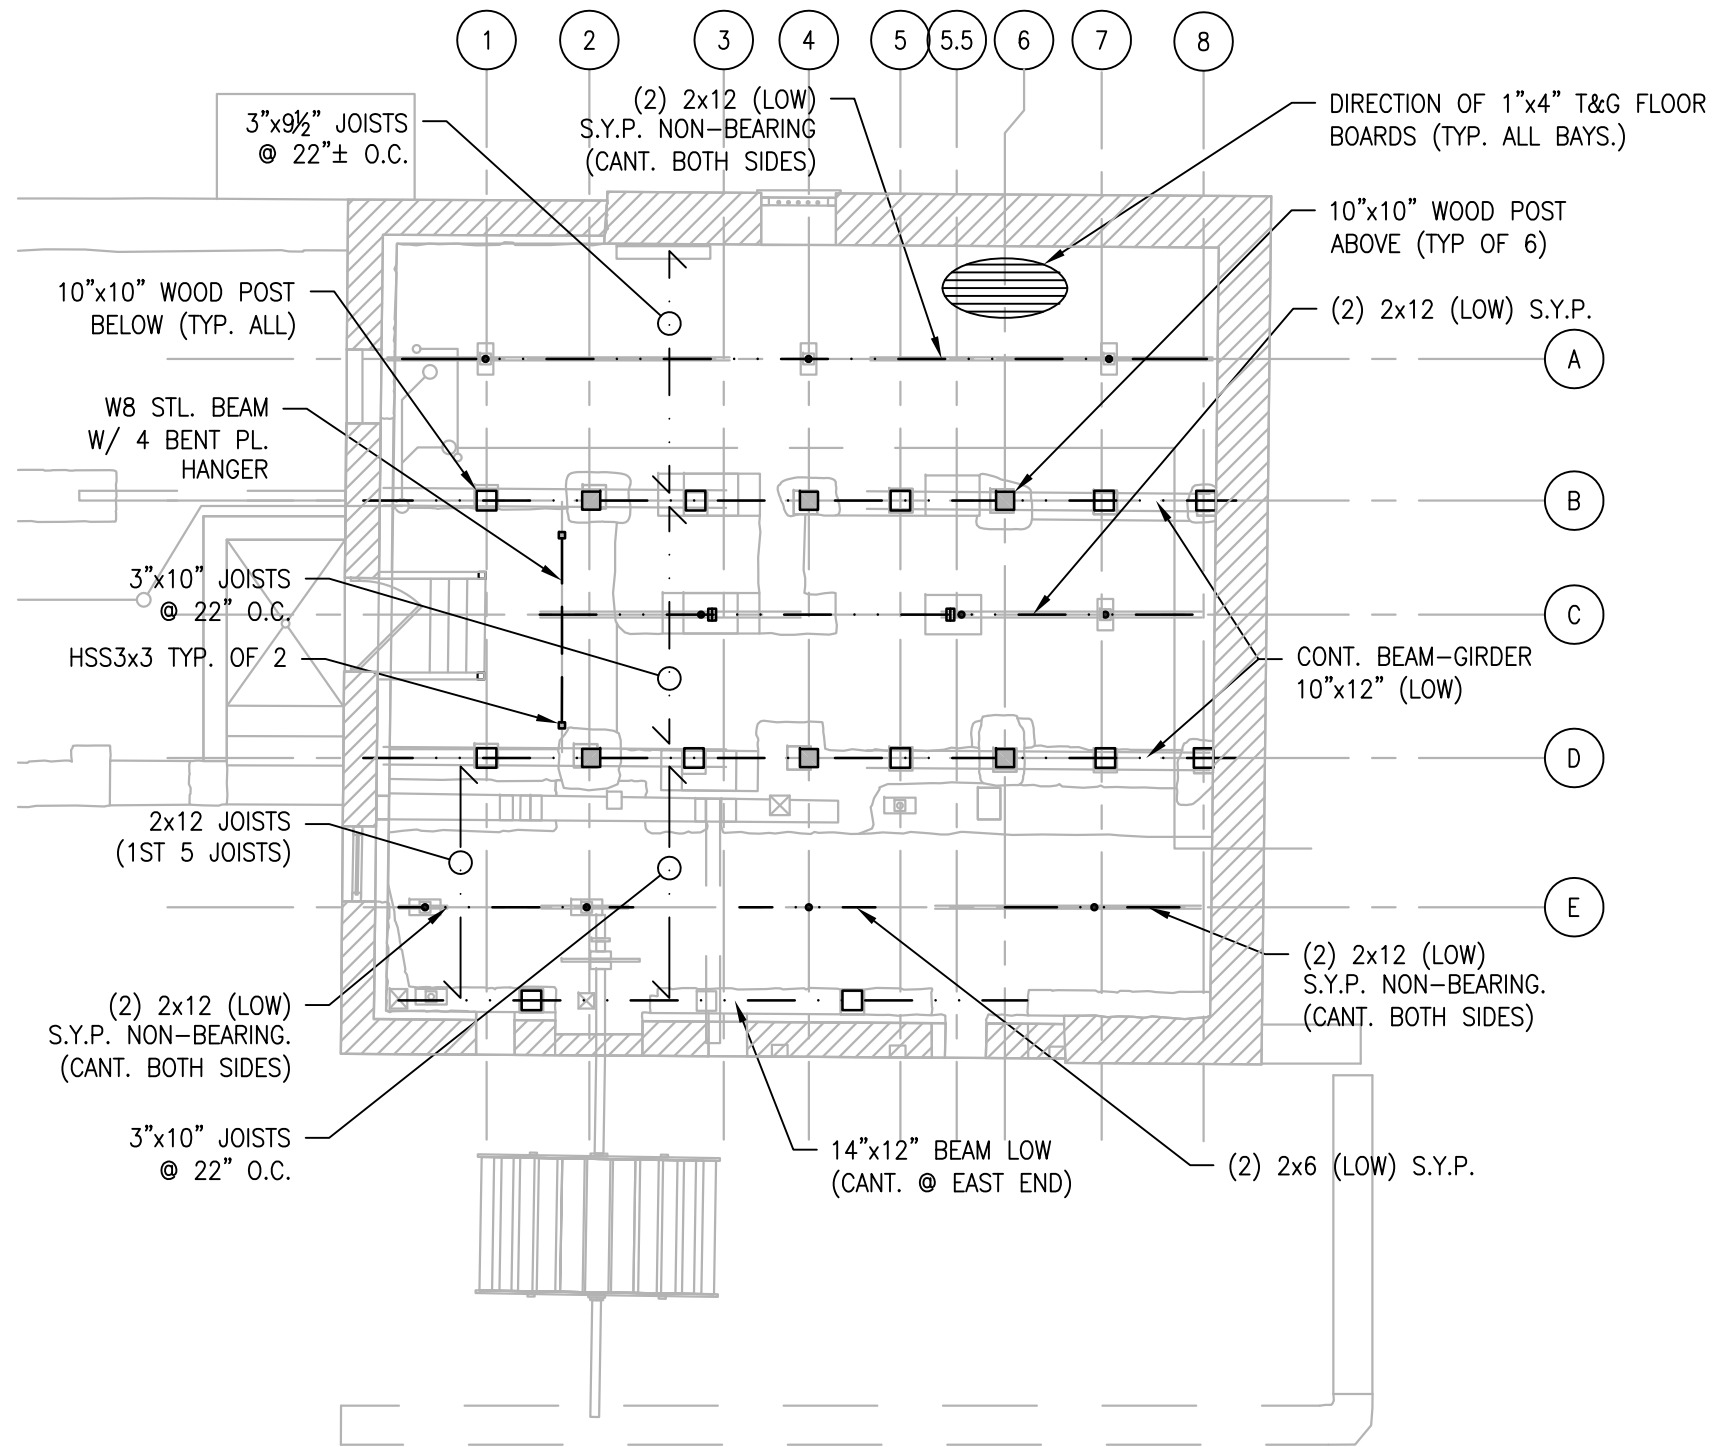 1 2 3 4 5 5.5 6 7 8
3"x9½" JOISTS
@ 22"± O.C.
(2) 2x12 (LOW)
S.Y.P. NON-BEARING
(CANT. BOTH SIDES)
DIRECTION OF 1"x4" T&G FLOOR
BOARDS (TYP. ALL BAYS.)
10"x10" WOOD POST
ABOVE (TYP OF 6)
10"x10" WOOD POST
BELOW (TYP. ALL)
(2) 2x12 (LOW) S.Y.P.
A
W8 STL. BEAM
W/ 4 BENT PL.
HANGER
B
3"x10" JOISTS
@ 22" O.C.
C
HSS3x3 TYP. OF 2
CONT. BEAM-GIRDER
10"x12" (LOW)
D
2x12 JOISTS
(1ST 5 JOISTS)
E
(2) 2x12 (LOW)
S.Y.P. NON-BEARING.
(CANT. BOTH SIDES)
(2) 2x12 (LOW)
S.Y.P. NON-BEARING.
(CANT. BOTH SIDES)
3"x10" JOISTS
@ 22" O.C.
14"x12" BEAM LOW
(CANT. @ EAST END)
(2) 2x6 (LOW) S.Y.P.